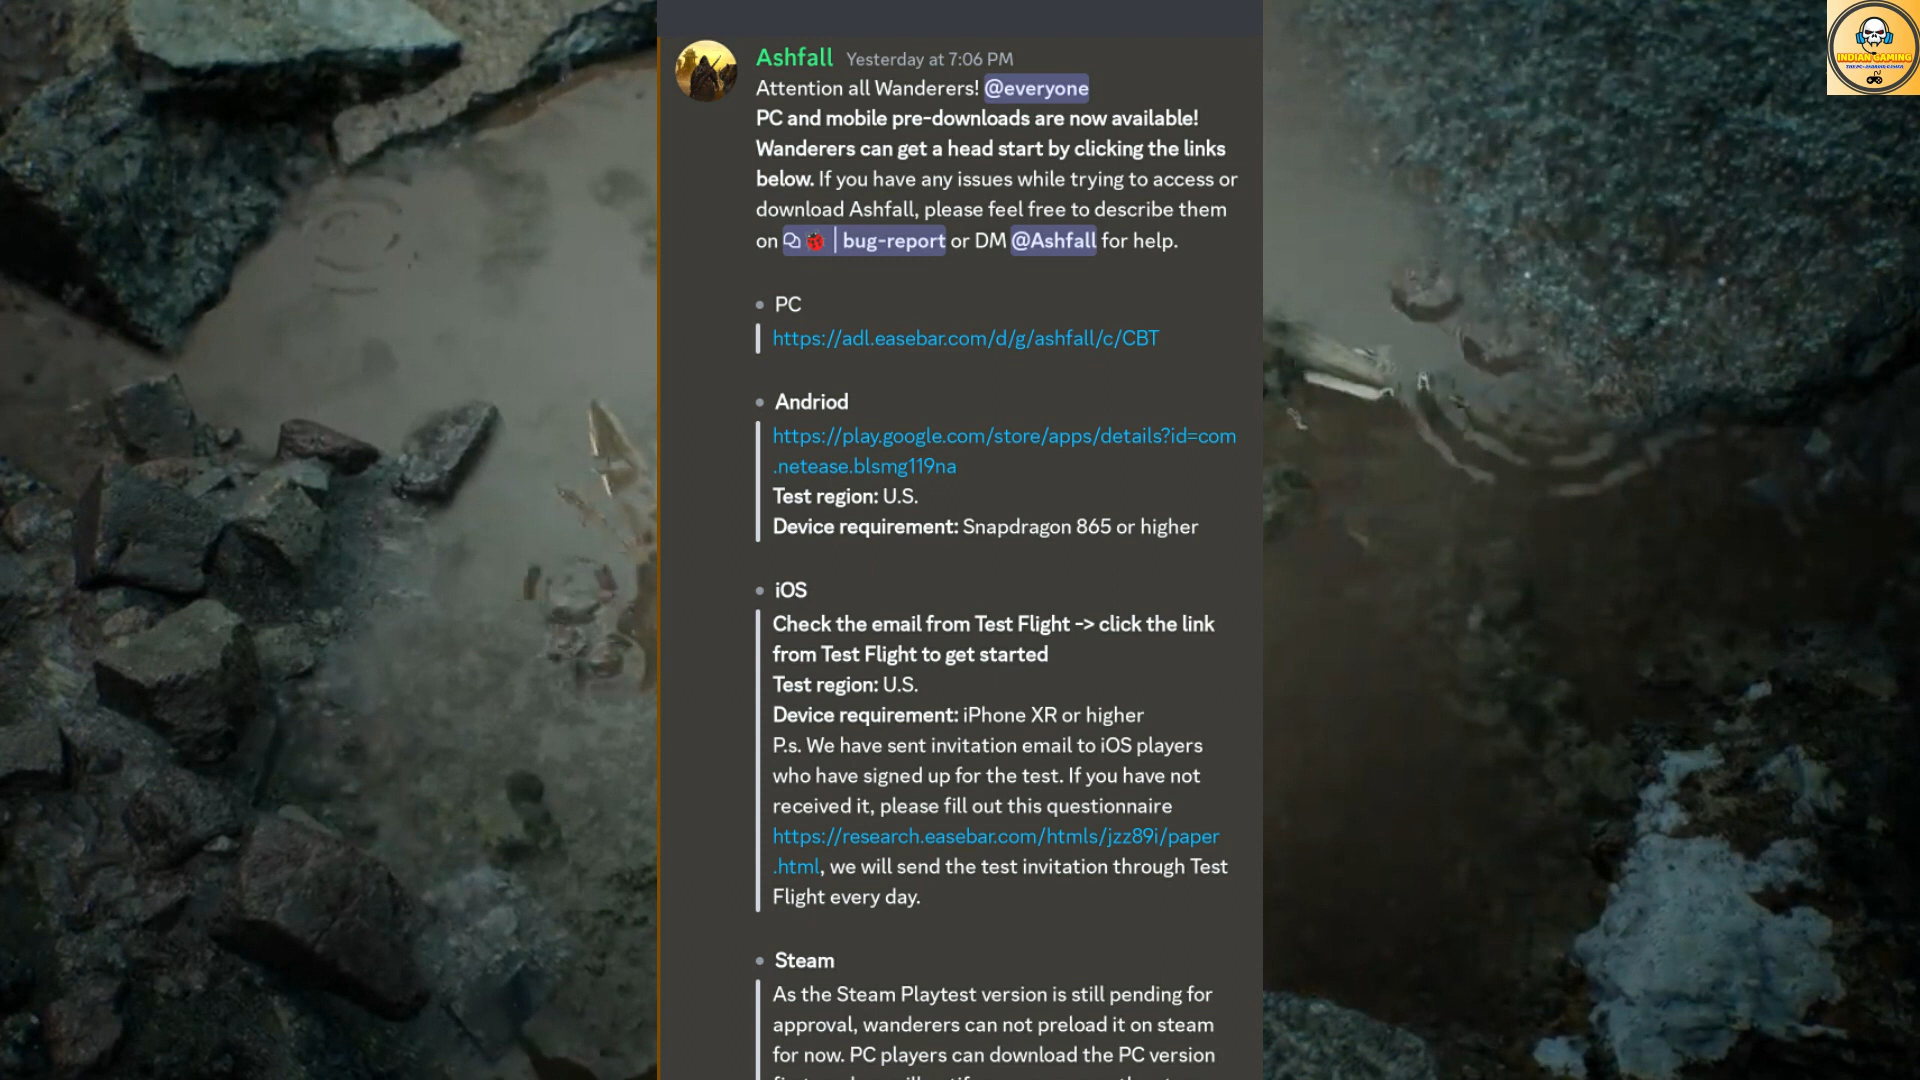 Ashfall Yesterday at 7:06 PM
Attention all Wanderers! @everyone
PC and mobile pre-downloads are now available!
Wanderers can get a head start by clicking the links
below. If you have any issues while trying to access or
download Ashfall, please feel free to describe them
on | bug-report or DM @Ashfall for help.
• PC
https://adl.easebar.com/d/g/ashfall/c/CBT
• Andriod
https://play.google.com/store/apps/details?id=com
.netease.blsmg119na
Test region: U.S.
Device requirement: Snapdragon 865 or higher
• iOS
Check the email from Test Flight -> click the link
from Test Flight to get started
Test region: U.S.
Device requirement: iPhone XR or higher
P.s. We have sent invitation email to iOS players
who have signed up for the test. If you have not
received it, please fill out this questionnaire
https://research.easebar.com/htmls/jzz89i/paper
.html, we will send the test invitation through Test
Flight every day.
• Steam
As the Steam Playtest version is still pending for
approval, wanderers can not preload it on steam
for now. PC players can download the PC version
INDIAN GAMING